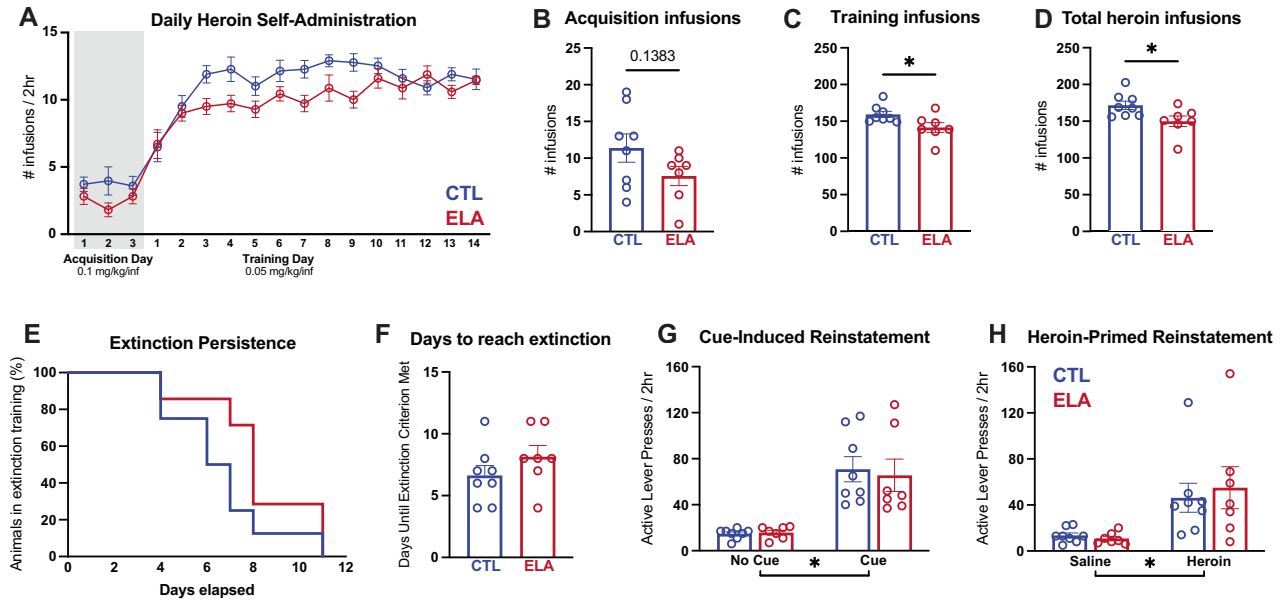 A Daily Heroin Self-Administration
# infusions / 2hr
15
10
5
0
CTL
ELA
1 2 3 1 2 3 4 5 6 7 8 9 10 11 12 13 14
Acquisition Day Training Day
0.1 mg/kg/inf 0.05 mg/kg/inf
B Acquisition infusions
# infusions
25
20
15
10
5
0
0.1383
CTL ELA
C Training infusions
# infusions
250
200
150
100
50
0
*
CTL ELA
D Total heroin infusions
# infusions
250
200
150
100
50
0
*
CTL ELA
E Extinction Persistence
Animals in extinction training (%)
100
80
60
40
20
0
0 2 4 6 8 10 12
Days elapsed
F Days to reach extinction
Days Until Extinction Criterion Met
15
10
5
0
CTL ELA
G Cue-Induced Reinstatement
Active Lever Presses / 2hr
160
120
80
40
0
No Cue Cue
*
H Heroin-Primed Reinstatement
Active Lever Presses / 2hr
160
120
80
40
0
CTL
ELA
Saline Heroin
*